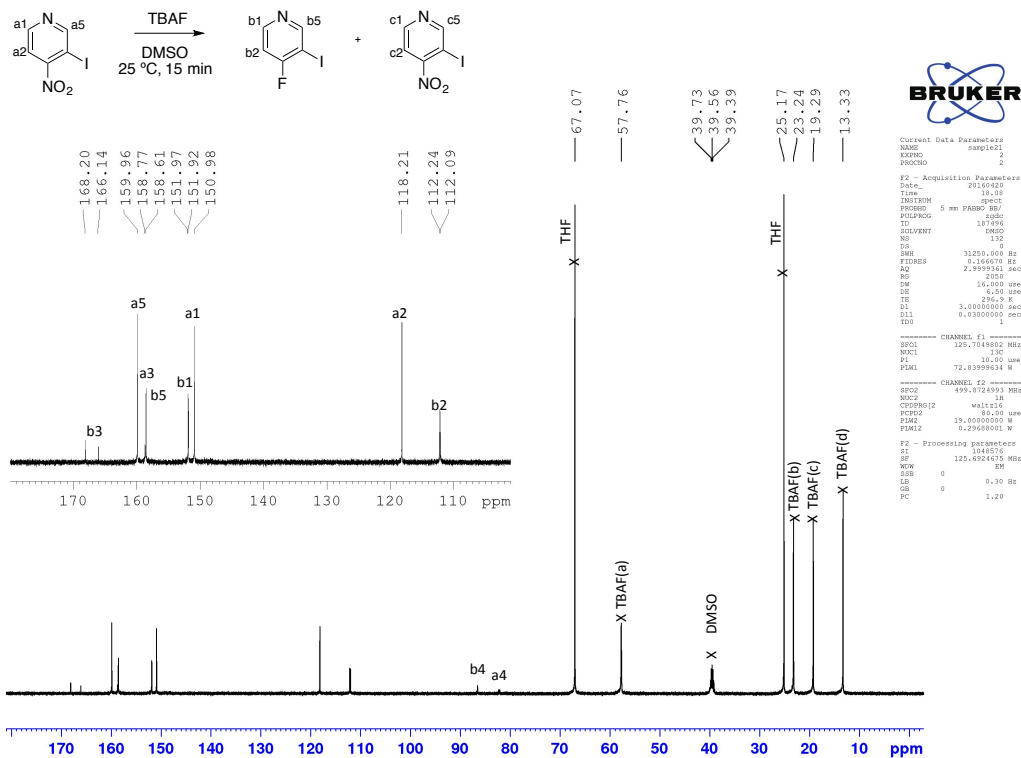 a1
N
a5
a2
I
NO2
TBAF
DMSO
25 ºC, 15 min
b1
N
b5
b2
I
F
+
c1
N
c5
c2
I
NO2
168.20
166.14
159.96
158.77
158.61
151.97
151.92
150.98
118.21
112.24
112.09
67.07
57.76
39.73
39.56
39.39
25.17
23.24
19.29
13.33
BRUKER
Current Data Parameters
NAME sample21
EXPNO 2
PROCNO 2
F2 - Acquisition Parameters
Date_ 20160420
Time 18.08
INSTRUM spect
PROBHD 5 mm PABBO BB/
PULPROG zgdc
TD 187496
SOLVENT DMSO
NS 132
DS 0
SWH 31250.000 Hz
FIDRES 0.166670 Hz
AQ 2.9999361 sec
RG 2050
DW 16.000 use
DE 6.50 use
TE 296.9 K
D1 3.00000000 sec
D11 0.03000000 sec
TD0 1
======== CHANNEL f1 ========
SFO1 125.7049802 MHz
NUC1 13C
P1 10.00 use
PLW1 72.83999634 W
======== CHANNEL f2 ========
SFO2 499.8724993 MHz
NUC2 1H
CPDPRG[2 waltz16
PCPD2 80.00 use
PLW2 19.00000000 W
PLW12 0.29688001 W
F2 - Processing parameters
SI 1048576
SF 125.6924675 MHz
WDW EM
SSB 0
LB 0.30 Hz
GB 0
PC 1.20
a5
a3
b5
b3
b1
a1
a2
b2
170 160 150 140 130 120 110 ppm
THF
X
THF
X
X TBAF(a)
X DMSO
X TBAF(b)
X TBAF(c)
X TBAF(d)
b4
a4
170 160 150 140 130 120 110 100 90 80 70 60 50 40 30 20 10 ppm